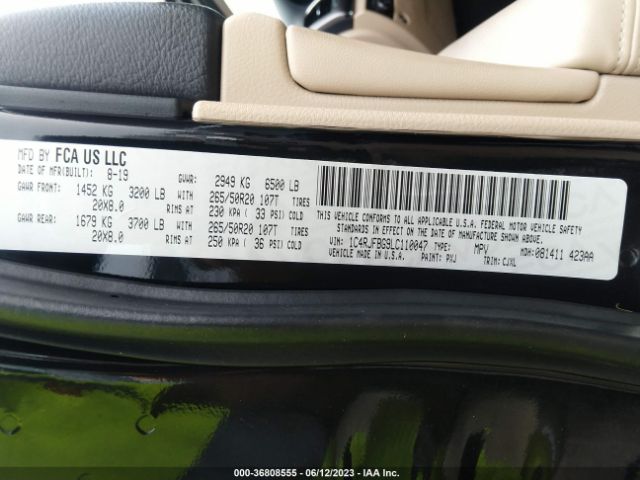 MFD BY FCA US LLC
DATE OF MFR(BUILT): 8-19 GVWR: 2949 KG 6500 LB
GAWR FRONT: 1452 KG 3200 LB WITH 265/50R20 107T TIRES
20X8.0 RIMS AT 230 KPA ( 33 PSI) COLD
GAWR REAR: 1679 KG 3700 LB WITH 265/50R20 107T TIRES
20X8.0 RIMS AT 250 KPA ( 36 PSI) COLD
THIS VEHICLE CONFORMS TO ALL APPLICABLE U.S.A. FEDERAL MOTOR VEHICLE SAFETY
STANDARDS IN EFFECT ON THE DATE OF MANUFACTURE SHOWN ABOVE.
VIN: 1C4RJFBG9LC110047 TYPE: MPV MDH: 081411 423AA
VEHICLE MADE IN U.S.A. PAINT: PXJ TRIM: CJXL
000-36808555 - 06/12/2023 - IAA Inc.